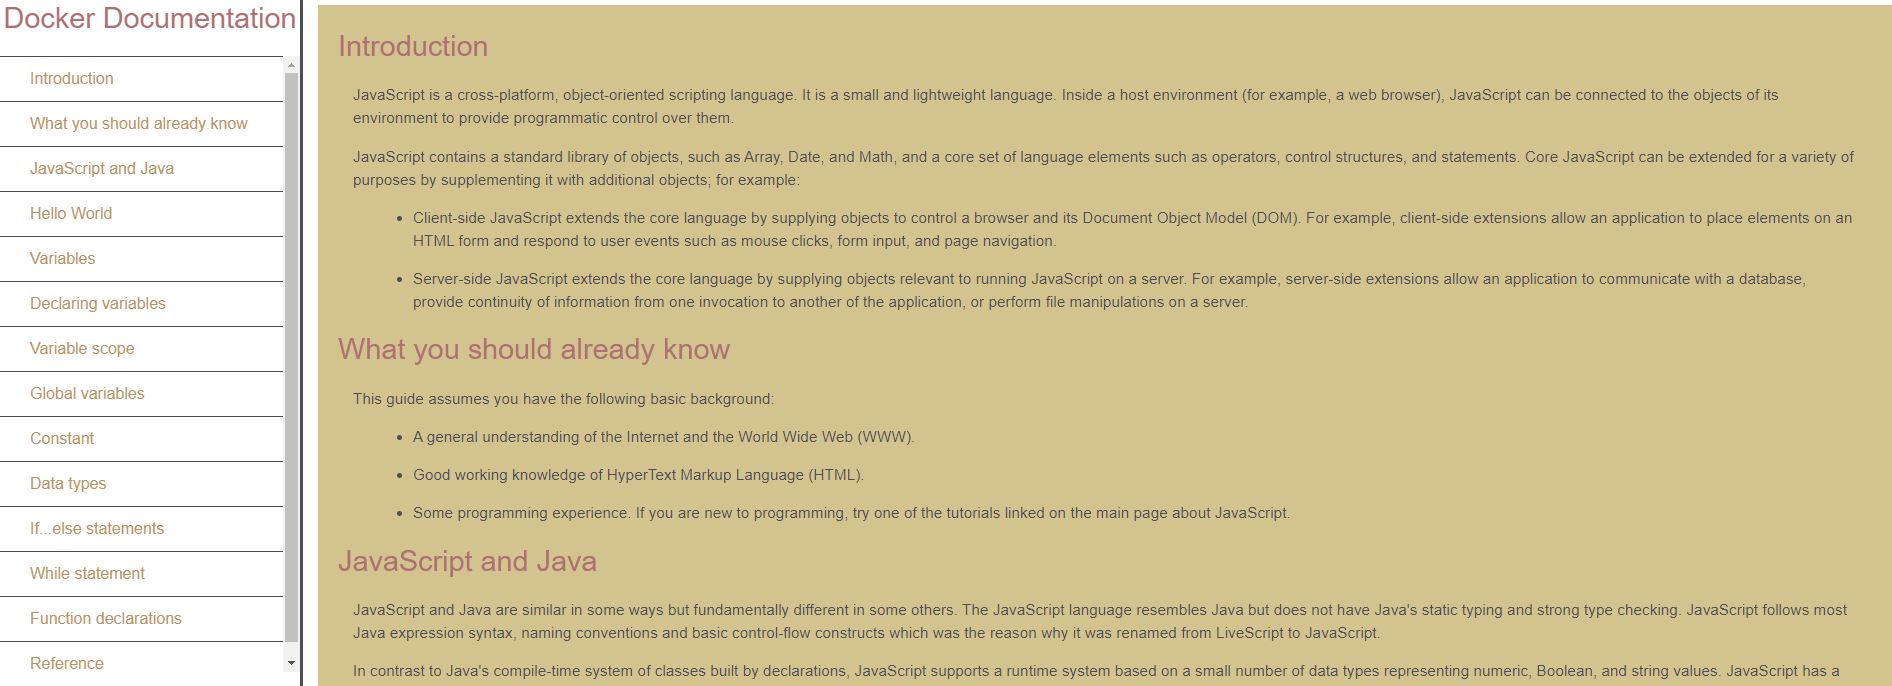 Docker Documentation
Introduction
What you should already know
JavaScript and Java
Hello World
Variables
Declaring variables
Variable scope
Global variables
Constant
Data types
If...else statements
While statement
Function declarations
Reference
Introduction
JavaScript is a cross-platform, object-oriented scripting language. It is a small and lightweight language. Inside a host environment (for example, a web browser), JavaScript can be connected to the objects of its
environment to provide programmatic control over them.
JavaScript contains a standard library of objects, such as Array, Date, and Math, and a core set of language elements such as operators, control structures, and statements. Core JavaScript can be extended for a variety of
purposes by supplementing it with additional objects; for example:
• Client-side JavaScript extends the core language by supplying objects to control a browser and its Document Object Model (DOM). For example, client-side extensions allow an application to place elements on an
HTML form and respond to user events such as mouse clicks, form input, and page navigation.
• Server-side JavaScript extends the core language by supplying objects relevant to running JavaScript on a server. For example, server-side extensions allow an application to communicate with a database,
provide continuity of information from one invocation to another of the application, or perform file manipulations on a server.
What you should already know
This guide assumes you have the following basic background:
• A general understanding of the Internet and the World Wide Web (WWW).
• Good working knowledge of HyperText Markup Language (HTML).
• Some programming experience. If you are new to programming, try one of the tutorials linked on the main page about JavaScript.
JavaScript and Java
JavaScript and Java are similar in some ways but fundamentally different in some others. The JavaScript language resembles Java but does not have Java's static typing and strong type checking. JavaScript follows most
Java expression syntax, naming conventions and basic control-flow constructs which was the reason why it was renamed from LiveScript to JavaScript.
In contrast to Java's compile-time system of classes built by declarations, JavaScript supports a runtime system based on a small number of data types representing numeric, Boolean, and string values. JavaScript has a